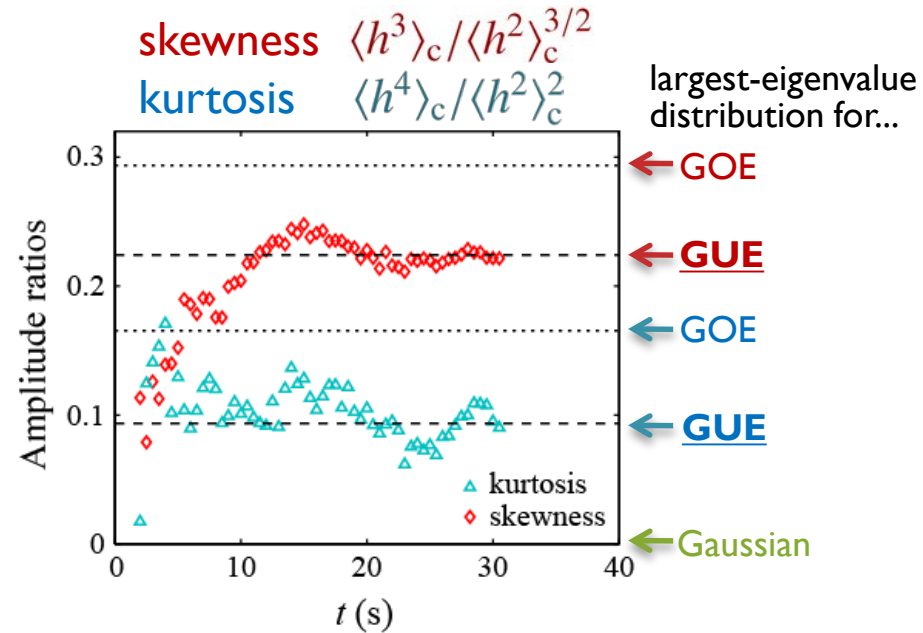 skewness ⟨h³⟩c/⟨h²⟩c^3/2
kurtosis ⟨h⁴⟩c/⟨h²⟩c^2
largest-eigenvalue
distribution for...
GOE
GUE
GOE
GUE
Gaussian
Amplitude ratios
0.3
0.2
0.1
0
kurtosis
skewness
0 10 20 30 40
t (s)